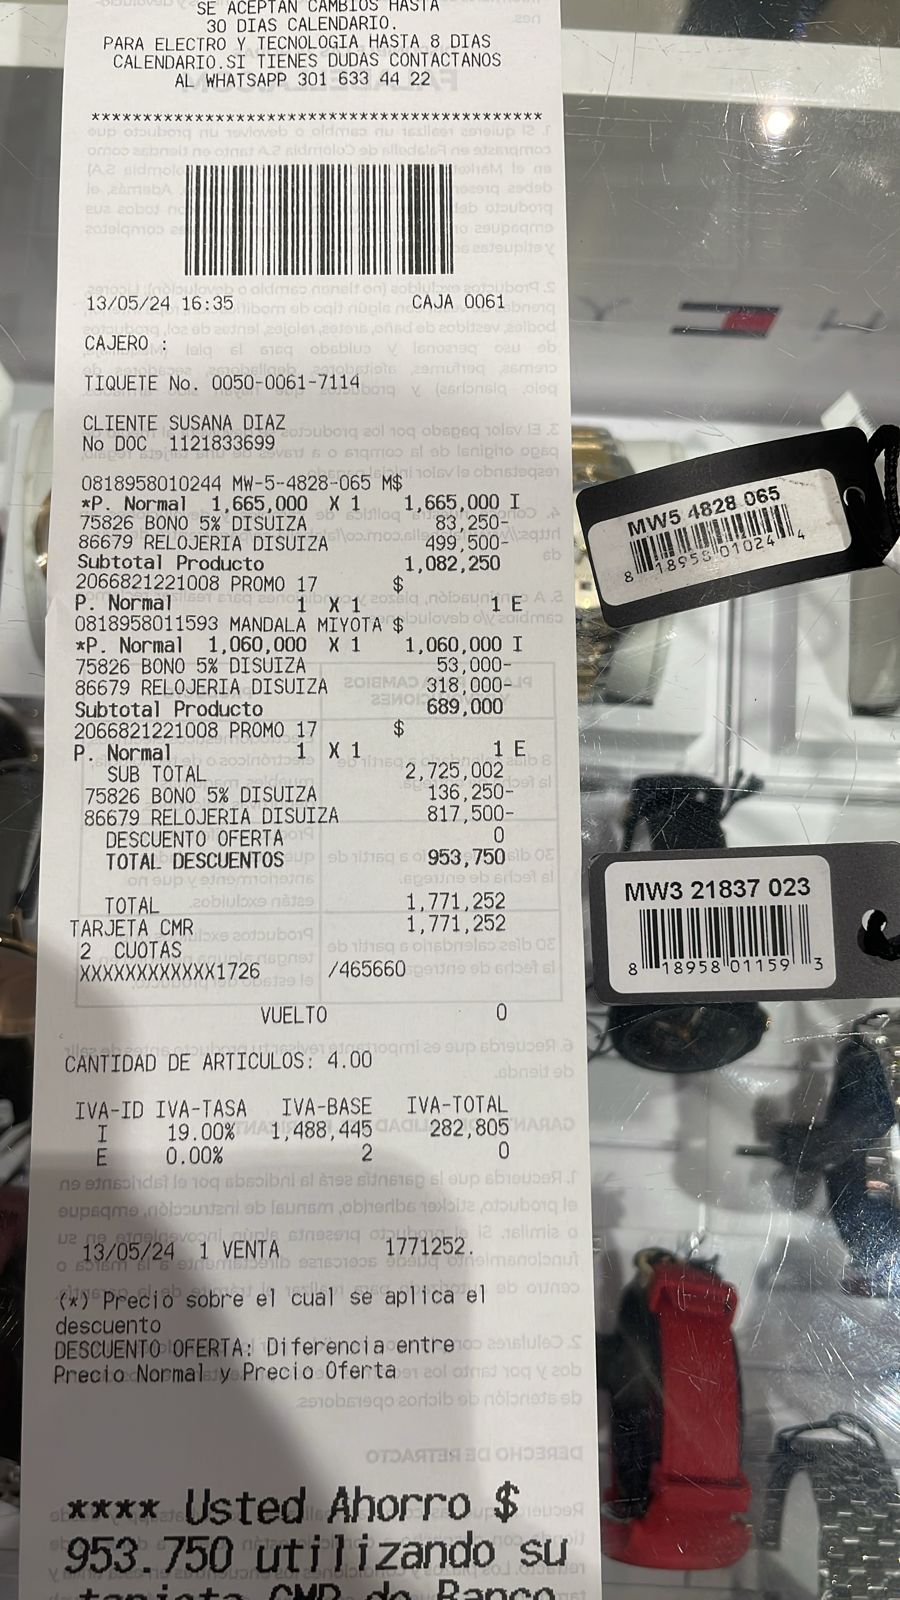 SE ACEPTAN CAMBIOS HASTA
30 DIAS CALENDARIO.
PARA ELECTRO Y TECNOLOGIA HASTA 8 DIAS
CALENDARIO.SI TIENES DUDAS CONTACTANOS
AL WHATSAPP 301 633 44 22
*******************************************
13/05/24 16:35 CAJA 0061
CAJERO :
TIQUETE No. 0050-0061-7114
CLIENTE SUSANA DIAZ
No DOC 1121833699
0818958010244 MW-5-4828-065 M$
*P. Normal 1,665,000 X 1 1,665,000 I
75826 BONO 5% DISUIZA 83,250-
86679 RELOJERIA DISUIZA 499,500-
Subtotal Producto 1,082,250
2066821221008 PROMO 17 $
P. Normal 1 X 1 1 E
0818958011593 MANDALA MIYOTA $
*P. Normal 1,060,000 X 1 1,060,000 I
75826 BONO 5% DISUIZA 53,000-
86679 RELOJERIA DISUIZA 318,000-
Subtotal Producto 689,000
2066821221008 PROMO 17 $
P. Normal 1 X 1 1 E
SUB TOTAL 2,725,002
75826 BONO 5% DISUIZA 136,250-
86679 RELOJERIA DISUIZA 817,500-
DESCUENTO OFERTA 0
TOTAL DESCUENTOS 953,750
TOTAL 1,771,252
TARJETA CMR 1,771,252
2 CUOTAS
XXXXXXXXXXXX1726 /465660
VUELTO 0
CANTIDAD DE ARTICULOS: 4.00
IVA-ID IVA-TASA IVA-BASE IVA-TOTAL
I 19.00% 1,488,445 282,805
E 0.00% 2 0
13/05/24 1 VENTA 1771252.
(*) Precio sobre el cual se aplica el
descuento
DESCUENTO OFERTA: Diferencia entre
Precio Normal y Precio Oferta
**** Usted Ahorro $
953.750 utilizando su
tarjeta CMR de Banco
MW5 4828 065
8 18958 01024 4
MW3 21837 023
8 18958 01159 3